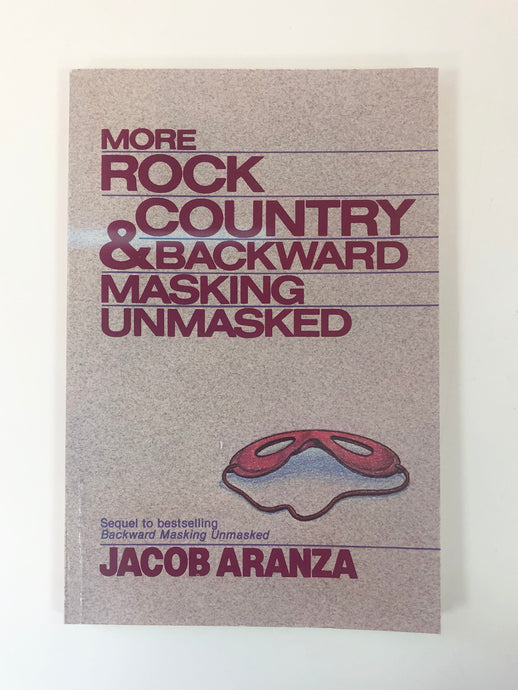 MORE
ROCK
COUNTRY
& BACKWARD
MASKING
UNMASKED
Sequel to bestselling
Backward Masking Unmasked
JACOB ARANZA